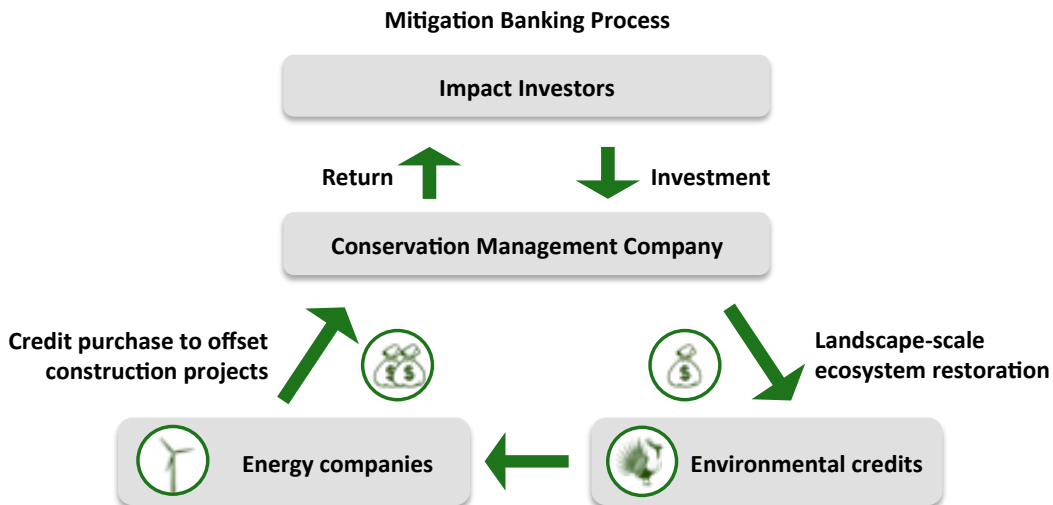 Mitigation Banking Process
Impact Investors
Return
Investment
Conservation Management Company
Credit purchase to offset
construction projects
$ $
$
Landscape-scale
ecosystem restoration
Energy companies
Environmental credits